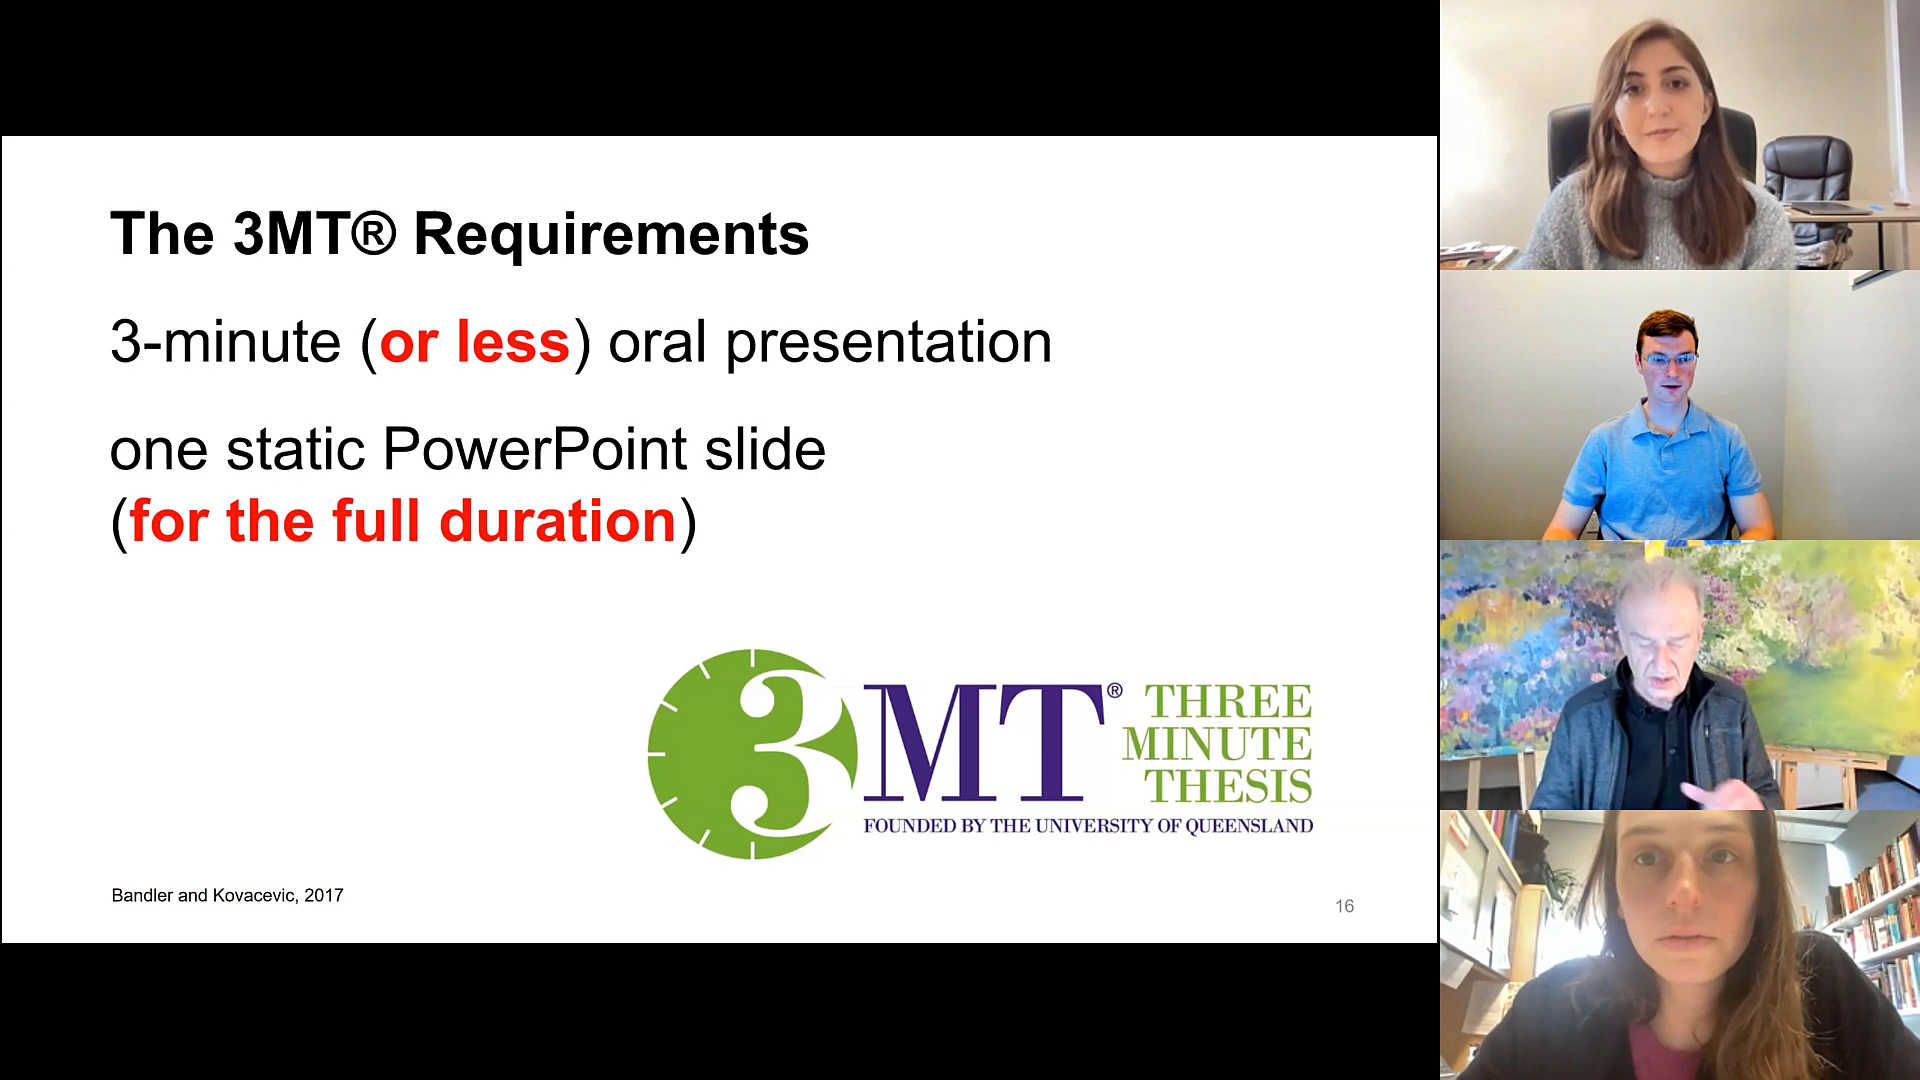 The 3MT® Requirements
3-minute (or less) oral presentation
one static PowerPoint slide
(for the full duration)
3MT® THREE
MINUTE
THESIS
FOUNDED BY THE UNIVERSITY OF QUEENSLAND
Bandler and Kovacevic, 2017
16